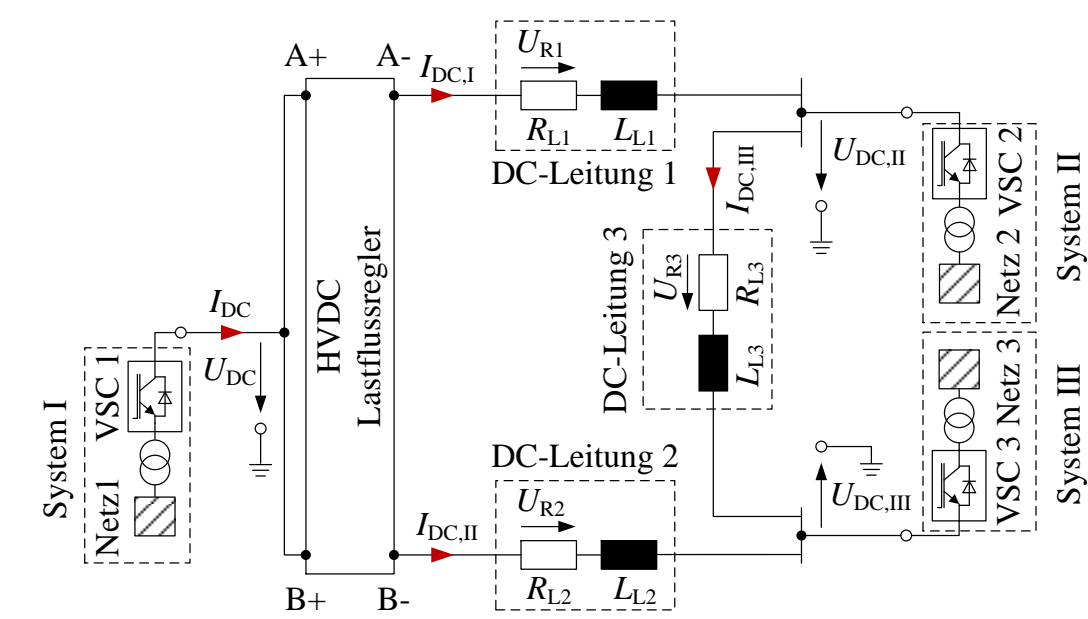 A+
A-
I_DC,I
U_R1
R_L1
L_L1
DC-Leitung 1
I_DC,III
U_DC,II
VSC 2
Netz 2
System II
HVDC
Lastflussregler
I_DC
U_DC
VSC 1
Netz1
System I
DC-Leitung 3
U_R3
R_L3
L_L3
VSC 3
Netz 3
System III
U_DC,III
DC-Leitung 2
I_DC,II
U_R2
R_L2
L_L2
B+
B-